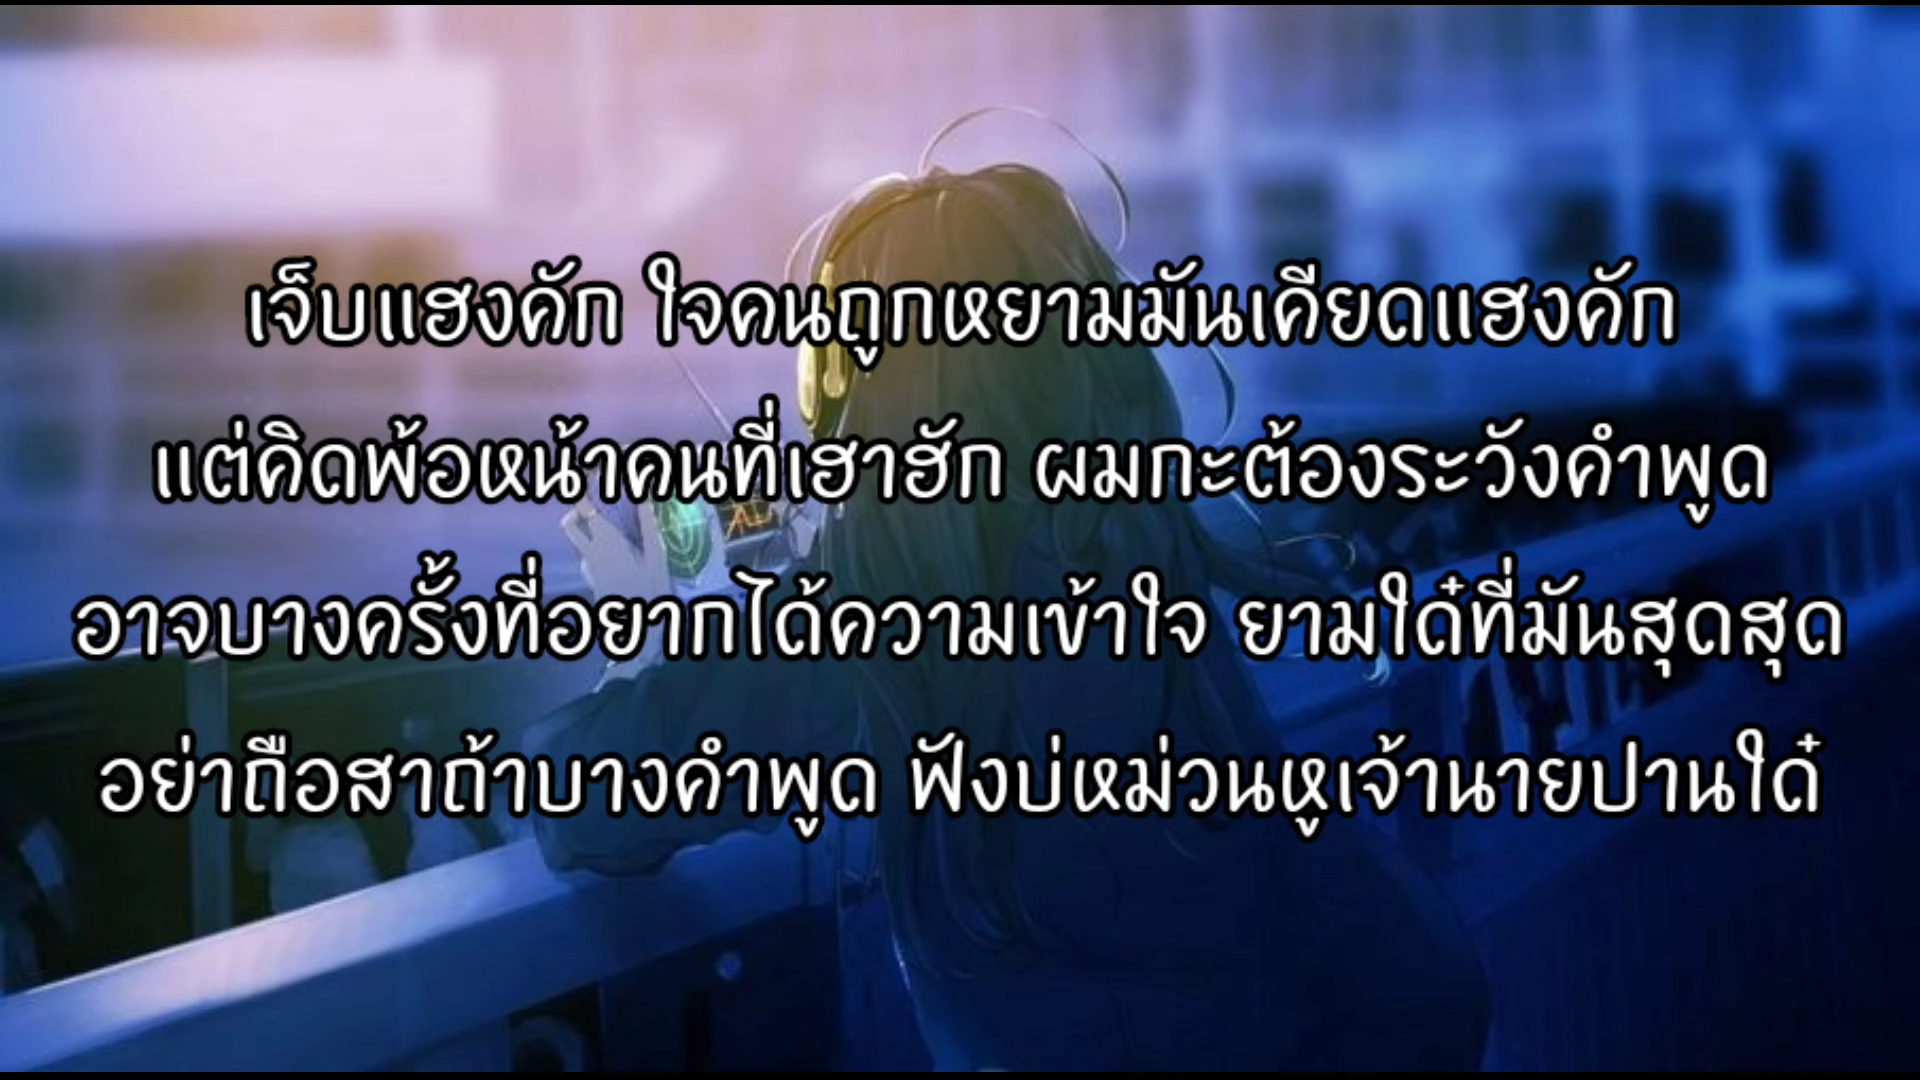 เจ็บแฮงคัก ใจคนถูกหยามมันเคียดแฮงคัก
แต่คิดพ้อหน้าคนที่เฮาฮัก ผมกะต้องระวังคำพูด
อาจบางครั้งที่อยากได้ความเข้าใจ ยามใด๋ที่มันสุดสุด
อย่าถือสาถ้าบางคำพูด ฟังบ่หม่วนหูเจ้านายปานใด๋